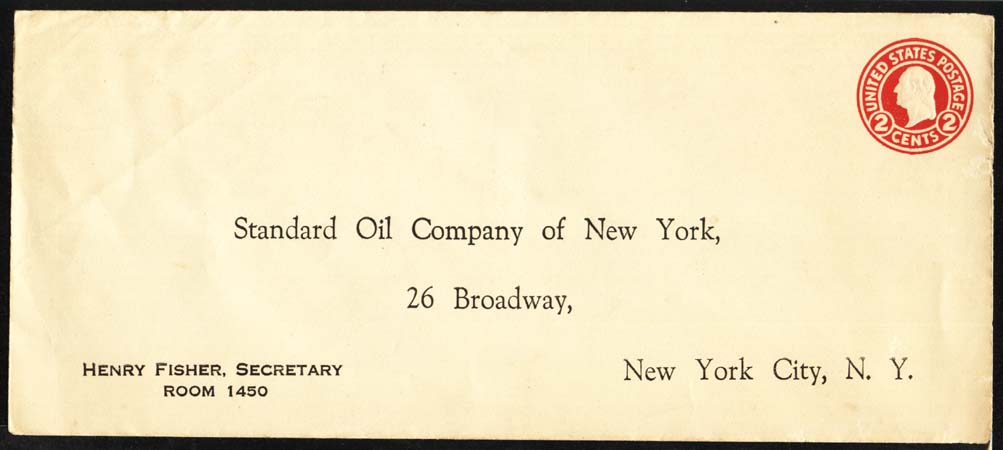 UNITED STATES POSTAGE
2 CENTS 2
Standard Oil Company of New York,
26 Broadway,
New York City, N. Y.
HENRY FISHER, SECRETARY
ROOM 1450